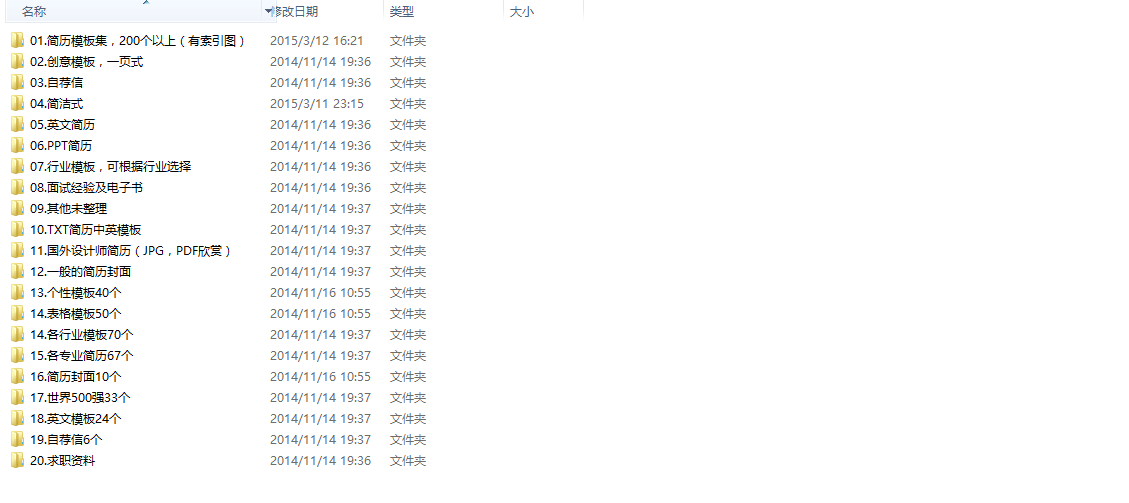 名称 修改日期 类型 大小
01.简历模板集，200个以上（有索引图） 2015/3/12 16:21 文件夹
02.创意模板，一页式 2014/11/14 19:36 文件夹
03.自荐信 2014/11/14 19:36 文件夹
04.简洁式 2015/3/11 23:15 文件夹
05.英文简历 2014/11/14 19:36 文件夹
06.PPT简历 2014/11/14 19:36 文件夹
07.行业模板，可根据行业选择 2014/11/14 19:36 文件夹
08.面试经验及电子书 2014/11/14 19:36 文件夹
09.其他未整理 2014/11/14 19:37 文件夹
10.TXT简历中英模板 2014/11/14 19:37 文件夹
11.国外设计师简历（JPG，PDF欣赏） 2014/11/14 19:37 文件夹
12.一般的简历封面 2014/11/14 19:37 文件夹
13.个性模板40个 2014/11/16 10:55 文件夹
14.表格模板50个 2014/11/16 10:55 文件夹
14.各行业模板70个 2014/11/14 19:37 文件夹
15.各专业简历67个 2014/11/14 19:37 文件夹
16.简历封面10个 2014/11/16 10:55 文件夹
17.世界500强33个 2014/11/14 19:37 文件夹
18.英文模板24个 2014/11/14 19:37 文件夹
19.自荐信6个 2014/11/14 19:37 文件夹
20.求职资料 2014/11/14 19:36 文件夹